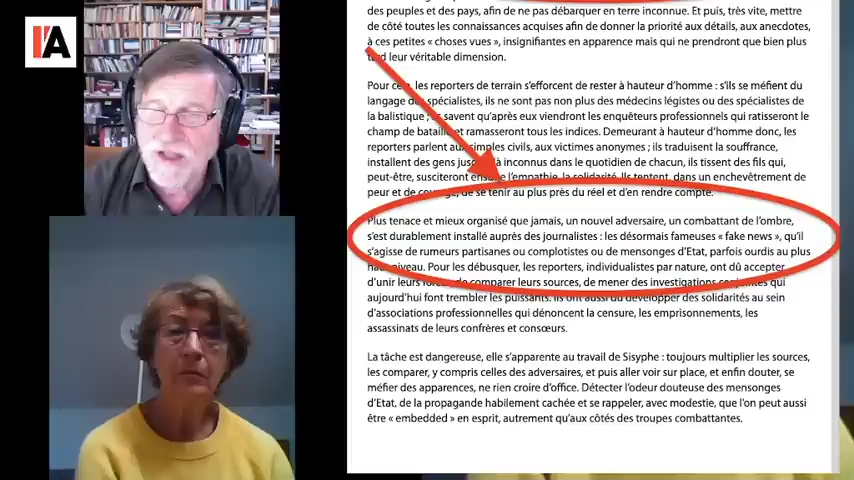 I'A
des peuples et des pays, afin de ne pas débarquer en terre inconnue. Et puis, très vite, mettre
de côté toutes les connaissances acquises afin de donner la priorité aux détails, aux anecdotes,
à ces petites « choses vues », insignifiantes en apparence mais qui ne prendront que bien plus
tard leur véritable dimension.
Pour cela, les reporters de terrain s'efforcent de rester à hauteur d'homme : s'ils se méfient du
langage des spécialistes, ils ne sont pas non plus des médecins légistes ou des spécialistes de
la balistique ; ils savent qu'après eux viendront les enquêteurs professionnels qui ratisseront le
champ de bataille et ramasseront tous les indices. Demeurant à hauteur d'homme donc, les
reporters parlent aux simples civils, aux victimes anonymes ; ils traduisent la souffrance,
installent des gens jusque là inconnus dans le quotidien de chacun, ils tissent des fils qui,
peut-être, susciteront ensuite l'empathie, la solidarité. Ils tentent, dans un enchevêtrement de
peur et de courage, de se tenir au plus près du réel et d'en rendre compte.
Plus tenace et mieux organisé que jamais, un nouvel adversaire, un combattant de l'ombre,
s'est durablement installé auprès des journalistes : les désormais fameuses « fake news », qu'il
s'agisse de rumeurs partisanes ou complotistes ou de mensonges d'Etat, parfois ourdis au plus
haut niveau. Pour les débusquer, les reporters, individualistes par nature, ont dû accepter
d'unir leurs forces, de comparer leurs sources, de mener des investigations conjointes qui
aujourd'hui font trembler les puissants. Ils ont aussi dû développer des solidarités au sein
d'associations professionnelles qui dénoncent la censure, les emprisonnements, les
assassinats de leurs confrères et consœurs.
La tâche est dangereuse, elle s'apparente au travail de Sisyphe : toujours multiplier les sources,
les comparer, y compris celles des adversaires, et puis aller voir sur place, et enfin douter, se
méfier des apparences, ne rien croire d'office. Détecter l'odeur douteuse des mensonges
d'Etat, de la propagande habilement cachée et se rappeler, avec modestie, que l'on peut aussi
être « embedded » en esprit, autrement qu'aux côtés des troupes combattantes.